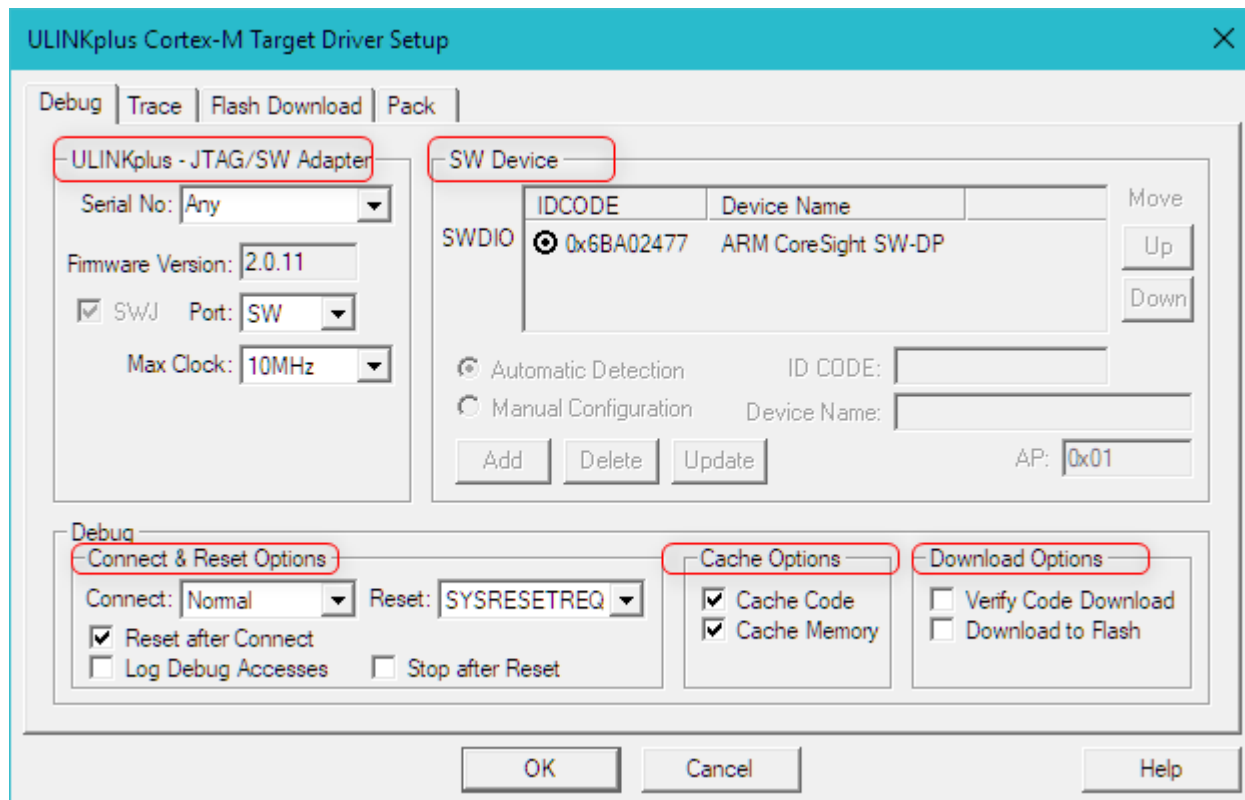 ULINKplus Cortex-M Target Driver Setup
Debug Trace Flash Download Pack
ULINKplus - JTAG/SW Adapter
Serial No: Any
Firmware Version: 2.0.11
SWJ Port: SW
Max Clock: 10MHz
SW Device
IDCODE Device Name
SWDIO 0x6BA02477 ARM CoreSight SW-DP
Move
Up
Down
Automatic Detection ID CODE:
Manual Configuration Device Name:
Add Delete Update AP: 0x01
Debug
Connect & Reset Options
Connect: Normal Reset: SYSRESETREQ
Reset after Connect
Log Debug Accesses Stop after Reset
Cache Options
Cache Code
Cache Memory
Download Options
Verify Code Download
Download to Flash
OK Cancel Help